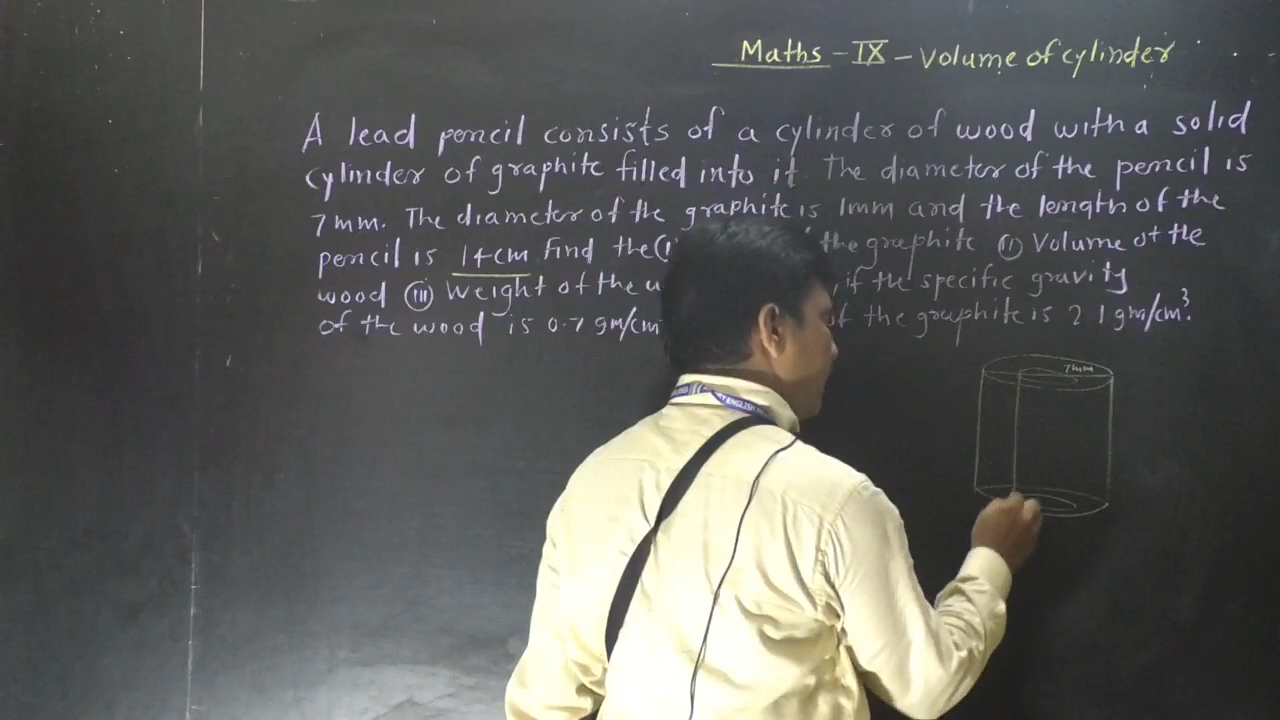 Maths - IX - Volume of cylinder
A lead pencil consists of a cylinder of wood with a solid
cylinder of graphite filled into it. The diameter of the pencil is
7mm. The diameter of the graphite is 1mm and the length of the
pencil is 14cm Find the (I) the graphite (II) Volume of the
wood (III) Weight of the if the specific gravity
of the wood is 0.7 gm/cm the graphite is 2.1 gm/cm³.
7mm